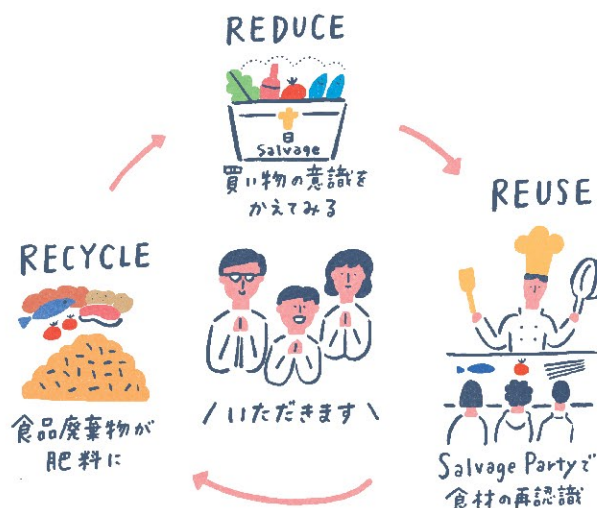 REDUCE
Salvage
買い物の意識を
かえてみる
REUSE
Salvage Partyで
食材の再認識
RECYCLE
食品廃棄物が
肥料に
いただきます